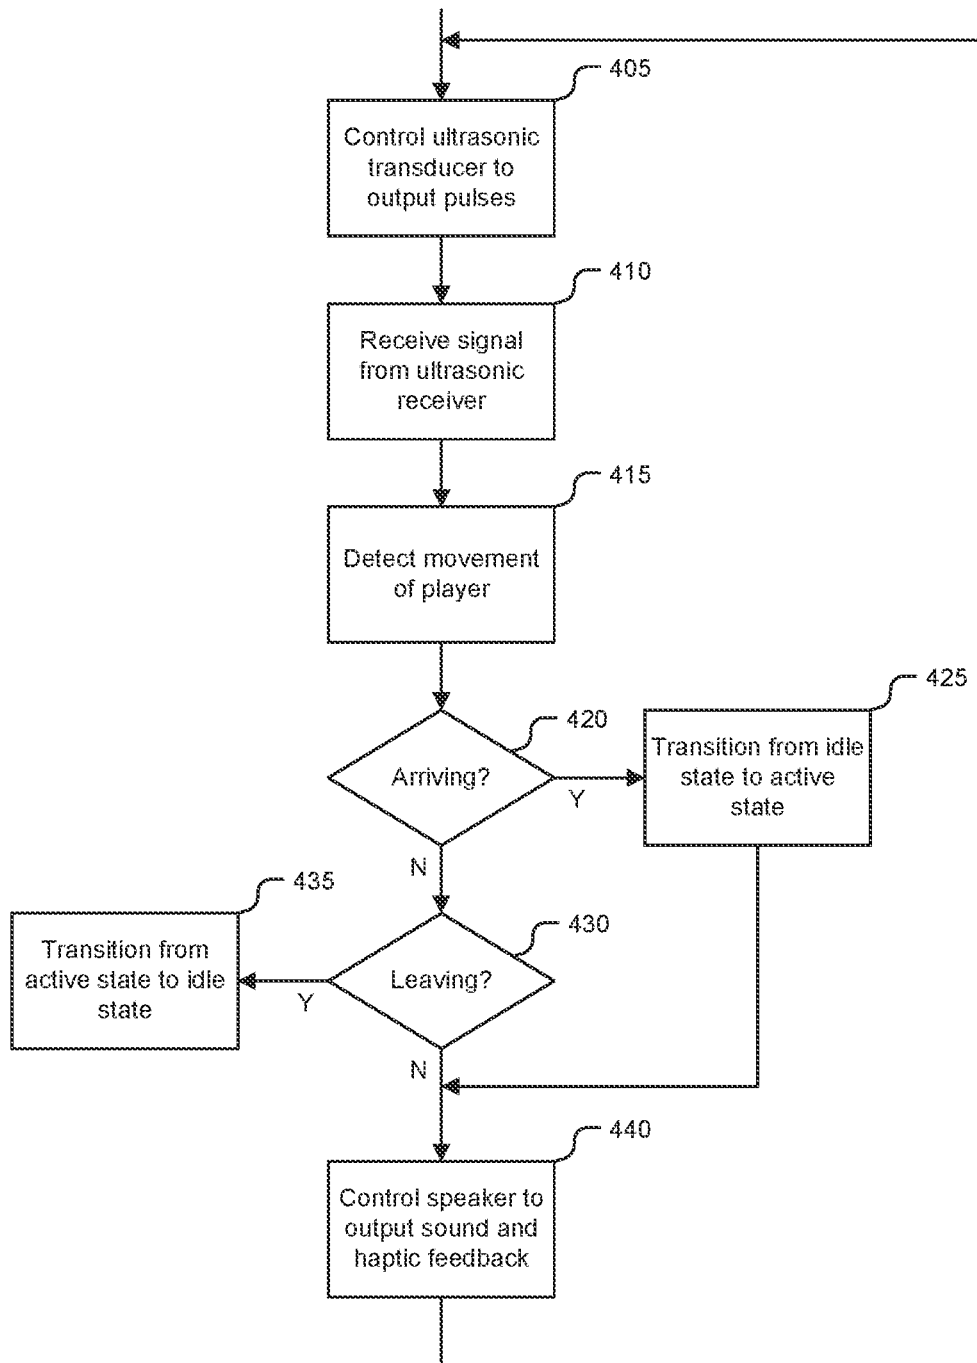 405
Control ultrasonic
transducer to
output pulses
410
Receive signal
from ultrasonic
receiver
415
Detect movement
of player
420
Arriving?
Y
N
425
Transition from idle
state to active
state
430
Leaving?
Y
N
435
Transition from
active state to idle
state
440
Control speaker to
output sound and
haptic feedback